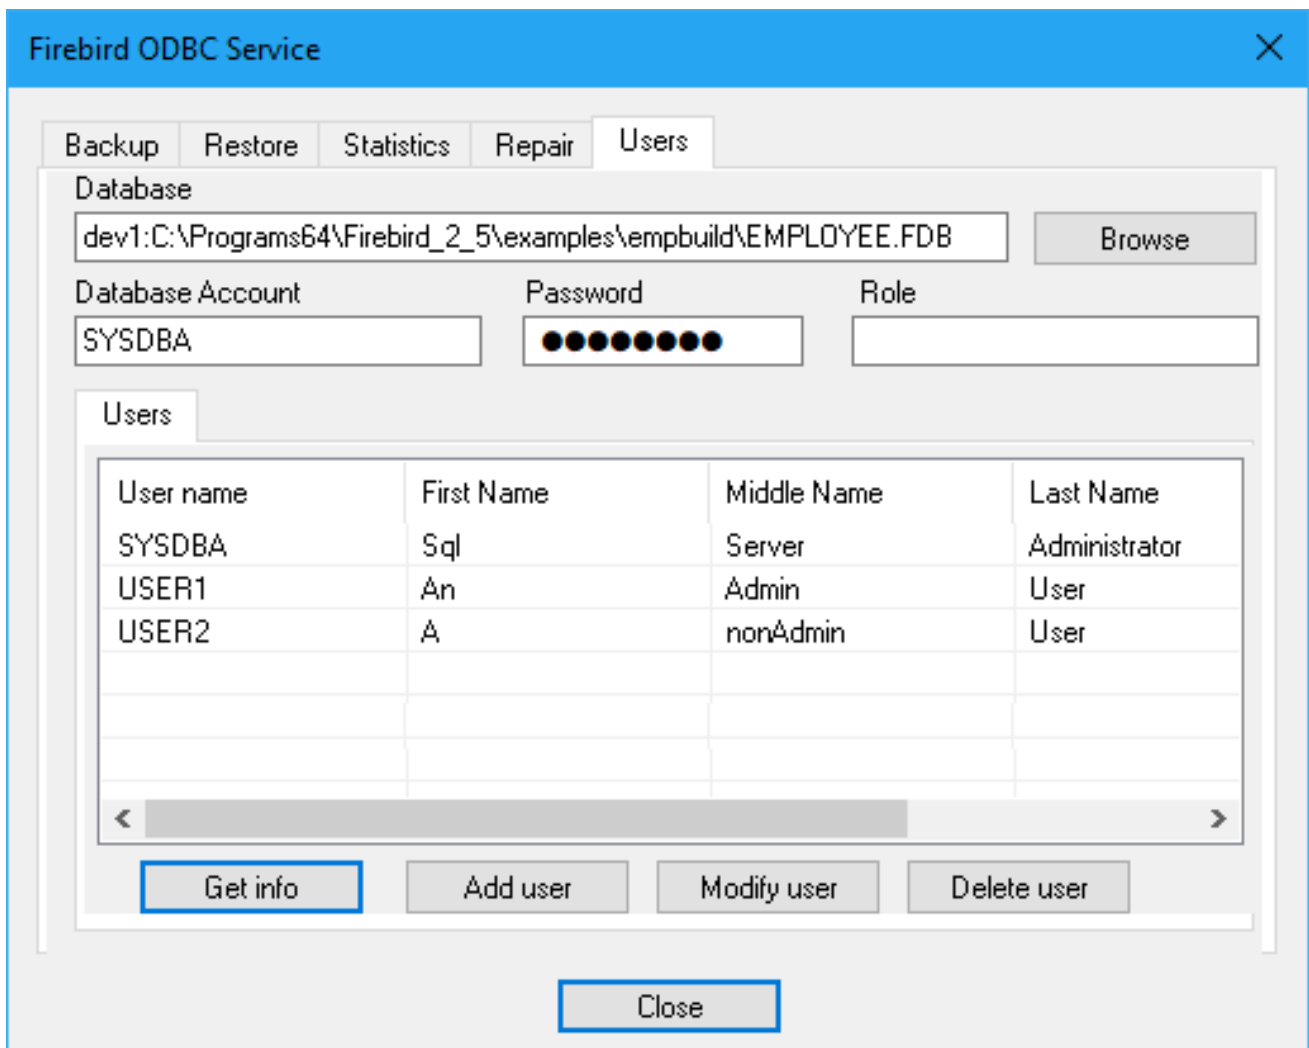 Firebird ODBC Service
Backup Restore Statistics Repair Users
Database
dev1:C:\Programs64\Firebird_2_5\examples\empbuild\EMPLOYEE.FDB Browse
Database Account Password Role
SYSDBA ●●●●●●●●
Users
User name First Name Middle Name Last Name
SYSDBA Sql Server Administrator
USER1 An Admin User
USER2 A nonAdmin User
Get info Add user Modify user Delete user
Close